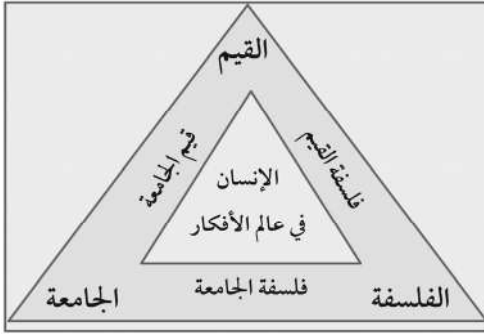 القيم
فلسفة القيم
قيم الجامعة
الإنسان
في عالم الأفكار
فلسفة الجامعة
الفلسفة
الجامعة